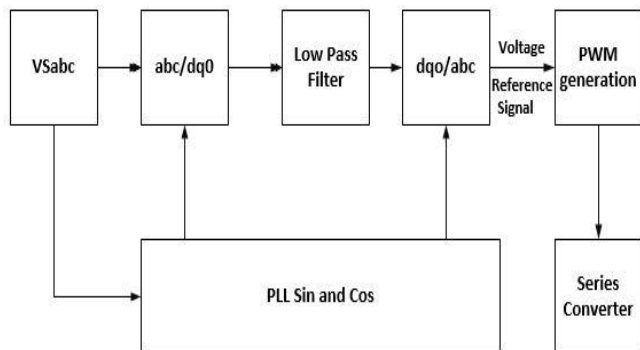 VSabc
abc/dq0
Low Pass
Filter
dqo/abc
Voltage
Reference
Signal
PWM
generation
PLL Sin and Cos
Series
Converter